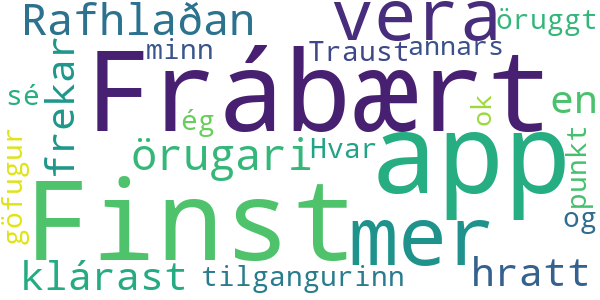 Rafhlaðan
vera
öruggt
minn
Traust
annars
frekar
Frábært
sé
ég
ok
en
örugari
Hvar
app
punkt
göfugur
Finst
mer
og
klárast
tilgangurinn
hratt